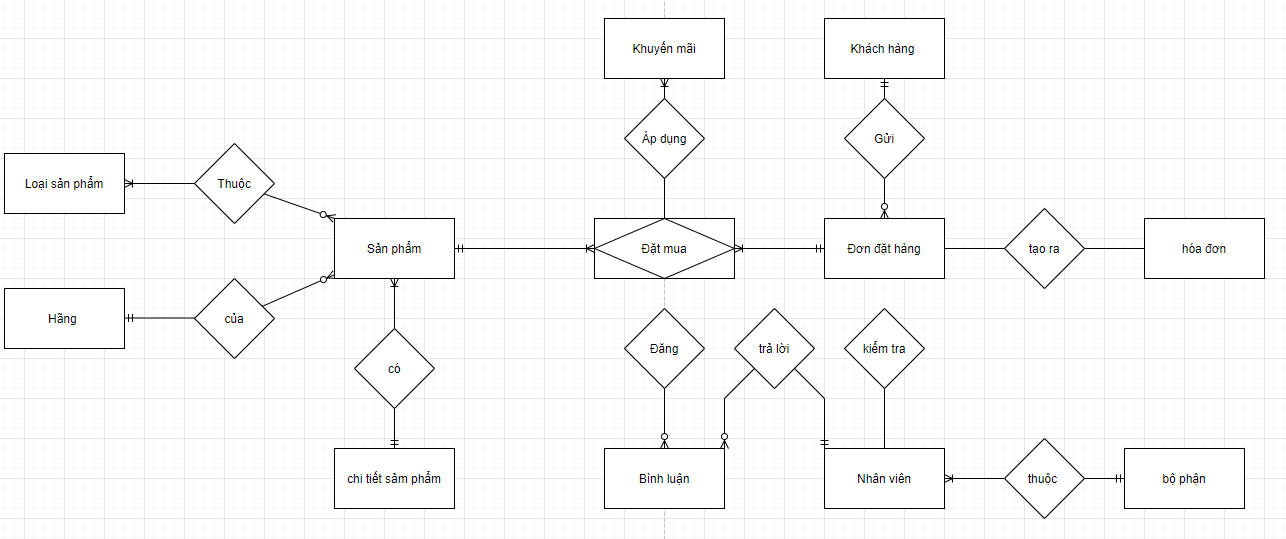 Khuyến mãi
Khách hàng
Áp dụng
Gửi
Loại sản phẩm
Thuộc
Sản phẩm
Đặt mua
Đơn đặt hàng
tạo ra
hóa đơn
Hãng
của
có
Đăng
trả lời
kiểm tra
chi tiết sảm phẩm
Bình luận
Nhân viên
thuộc
bộ phận